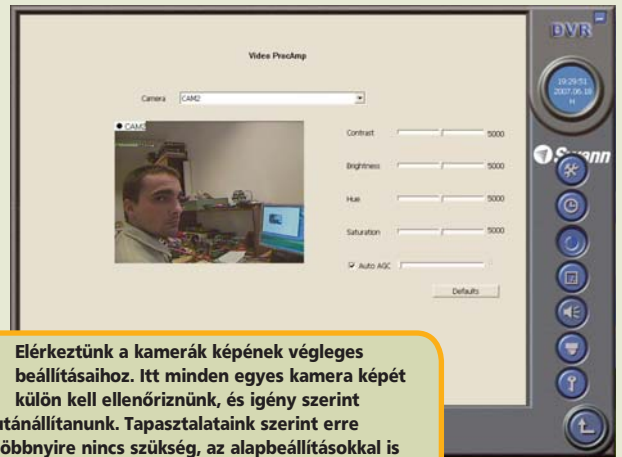 DVR
Video ProcAmp
19:29:51
2007.06.18
H
Camera CAM2
CAM2
Contrast 5000
Swann
Brightness 5000
Hue 5000
Saturation 5000
Auto AGC
Defaults
Elérkeztünk a kamerák képének végleges
beállításaihoz. Itt minden egyes kamera képét
külön kell ellenőriznünk, és igény szerint
utánállítanunk. Tapasztalataink szerint erre
többnyire nincs szükség, az alapbeállításokkal is